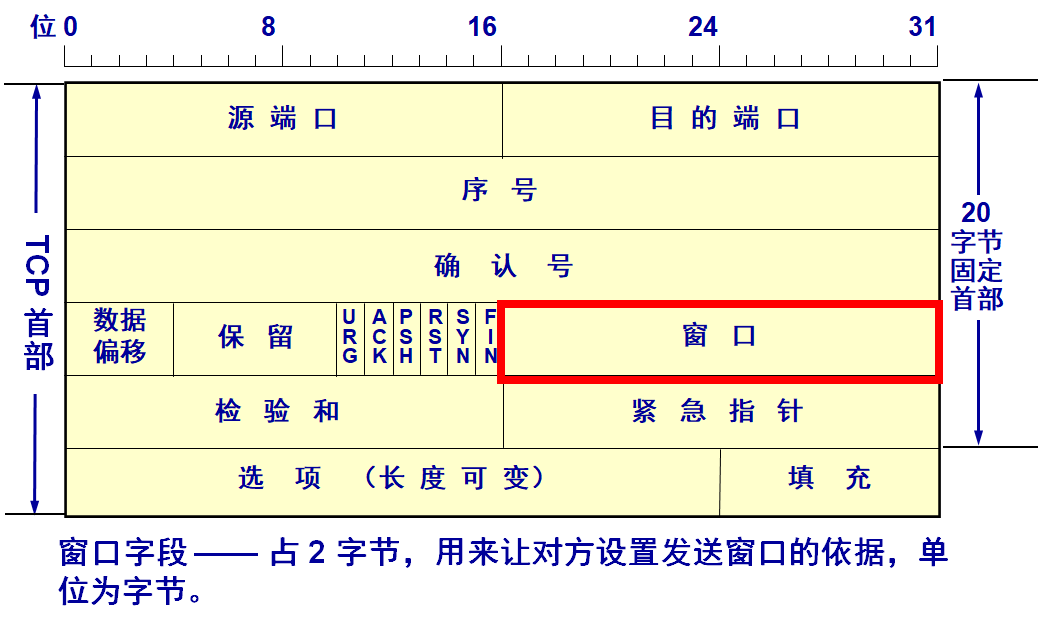 位 0 8 16 24 31
源 端 口 目 的 端 口
序 号
确 认 号
数据
偏移
保 留
URG
ACK
PSH
RST
SYN
FIN
窗 口
检 验 和 紧 急 指 针
选 项 （长 度 可 变） 填 充
TCP 首部
20
字节
固定
首部
窗口字段 —— 占 2 字节，用来让对方设置发送窗口的依据，单
位为字节。